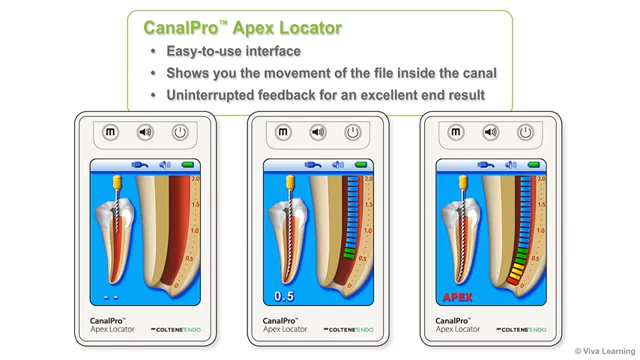 CanalPro™ Apex Locator
• Easy-to-use interface
• Shows you the movement of the file inside the canal
• Uninterrupted feedback for an excellent end result
m
2.0
1.5
1.0
0.5
0
- -
CanalPro™
Apex Locator
COLTENE ENDO
m
2.0
1.5
1.0
0.5
0
0.5
CanalPro™
Apex Locator
COLTENE ENDO
m
2.0
1.5
1.0
0.5
0
APEX
CanalPro™
Apex Locator
COLTENE ENDO
© Viva Learning